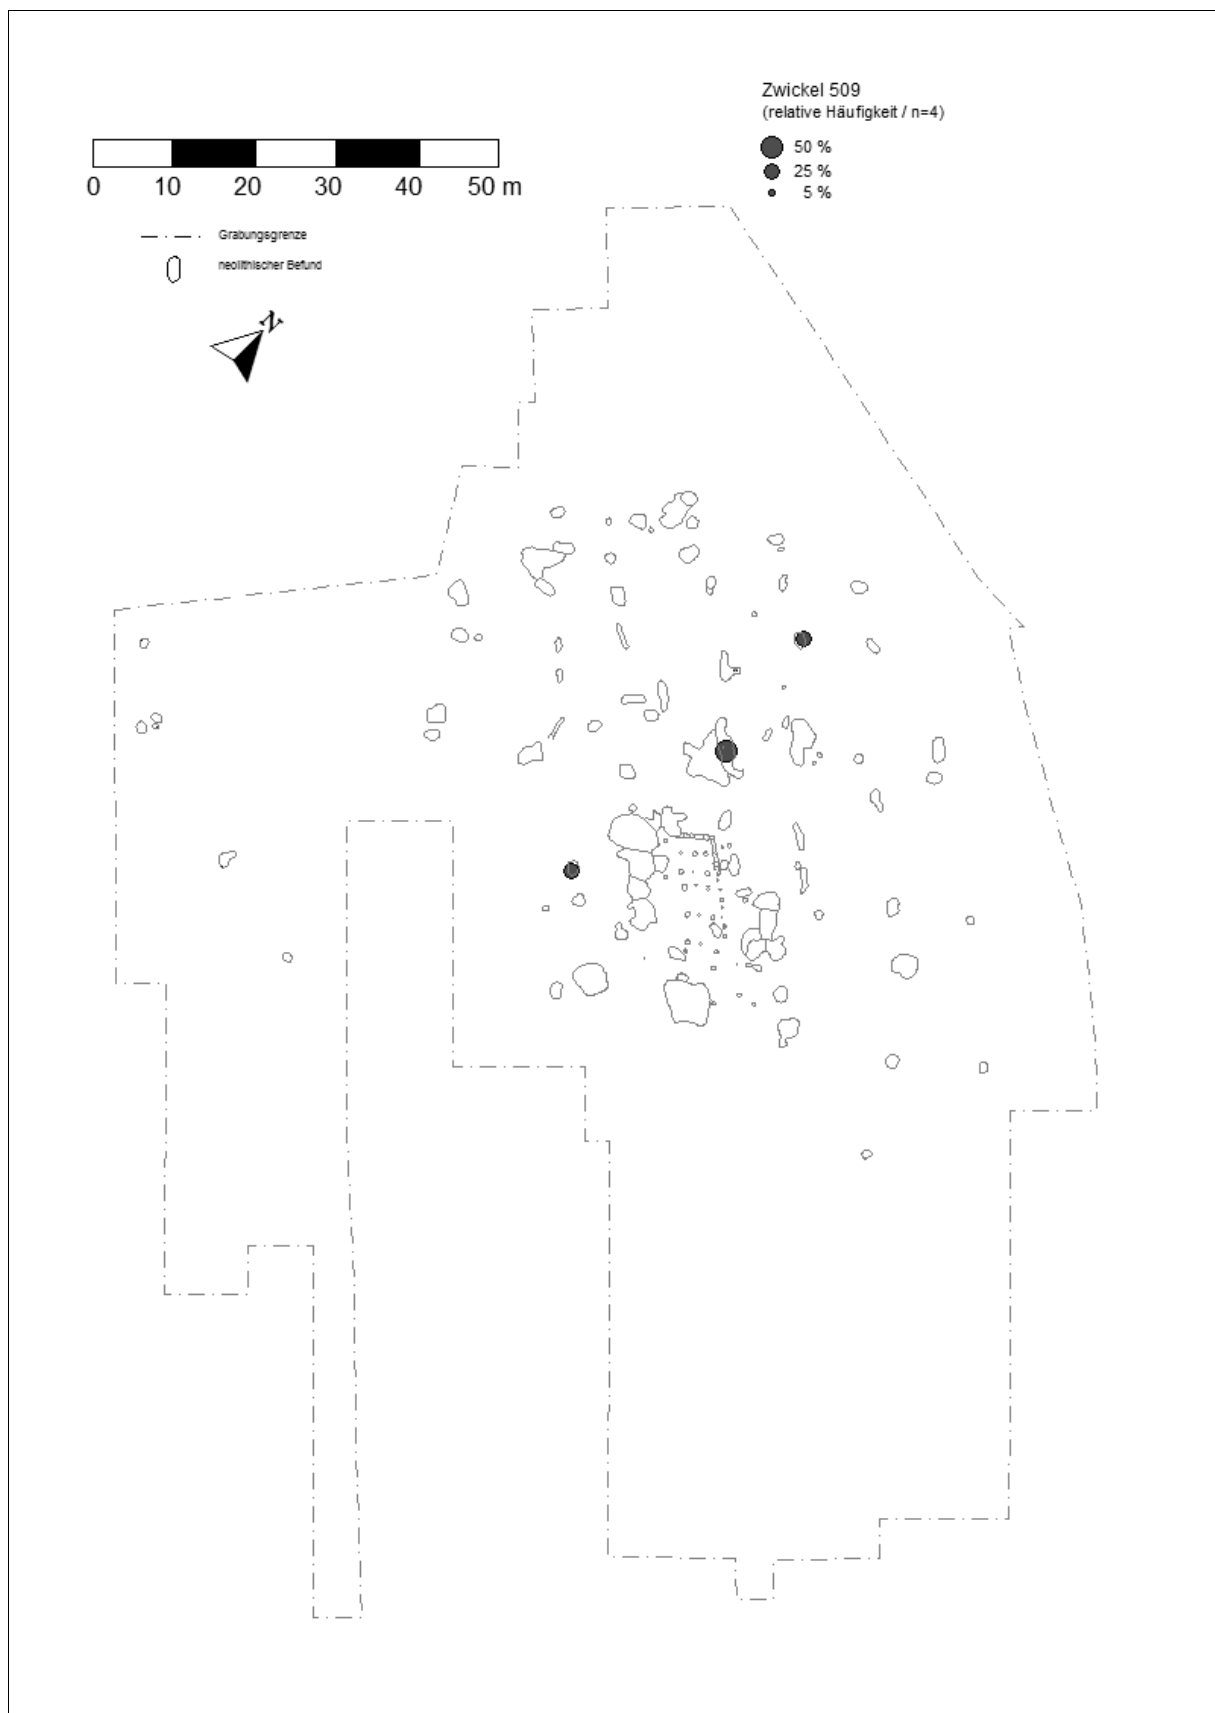 Zwickel 509
(relative Häufigkeit / n=4)
50 %
25 %
5 %
0 10 20 30 40 50 m
Grabungsgrenze
neolithischer Befund
N